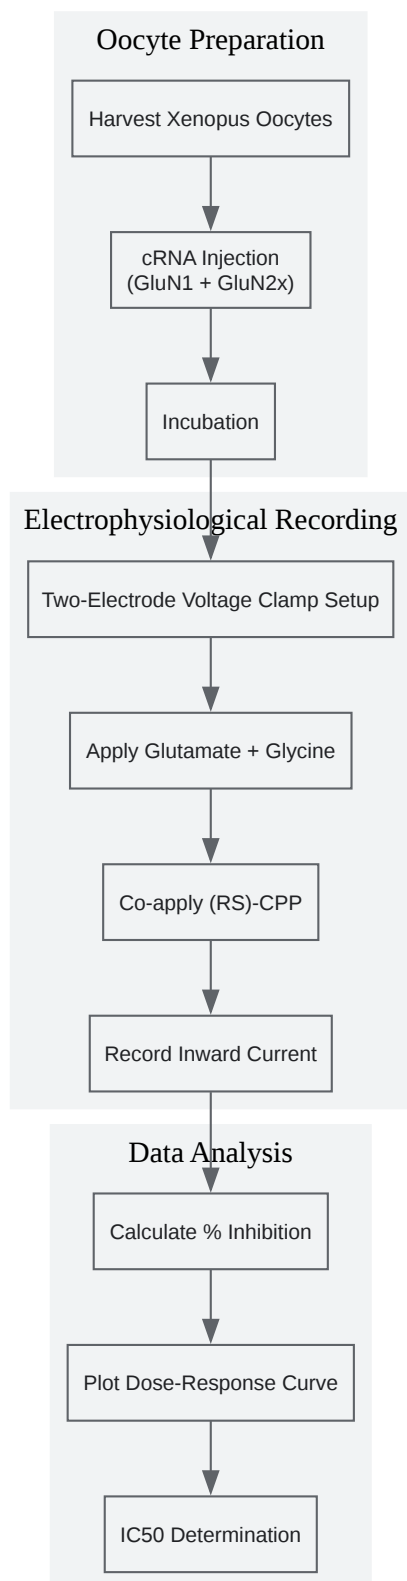 Oocyte Preparation
Harvest Xenopus Oocytes
cRNA Injection
(GluN1 + GluN2x)
Incubation
Electrophysiological Recording
Two-Electrode Voltage Clamp Setup
Apply Glutamate + Glycine
Co-apply (RS)-CPP
Record Inward Current
Data Analysis
Calculate % Inhibition
Plot Dose-Response Curve
IC50 Determination